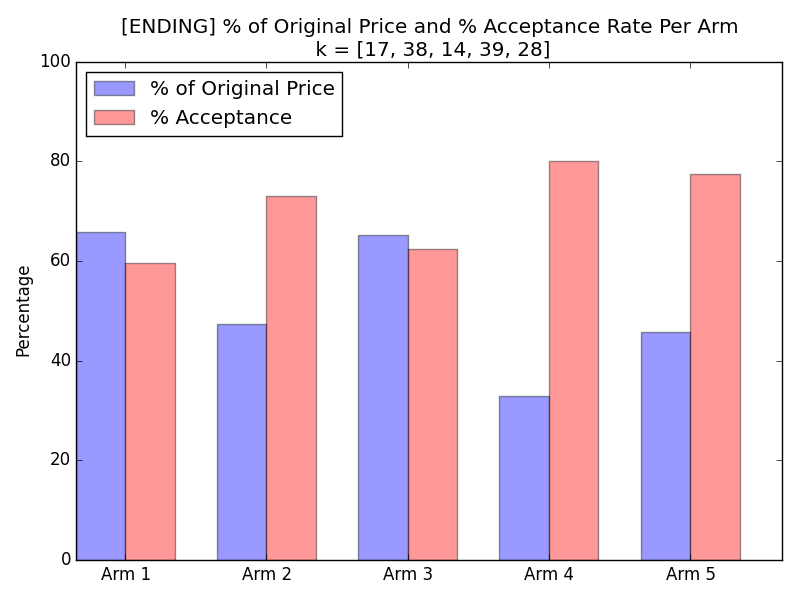 [ENDING] % of Original Price and % Acceptance Rate Per Arm
k = [17, 38, 14, 39, 28]
% of Original Price
% Acceptance
100
80
60
40
20
0
Percentage
Arm 1
Arm 2
Arm 3
Arm 4
Arm 5